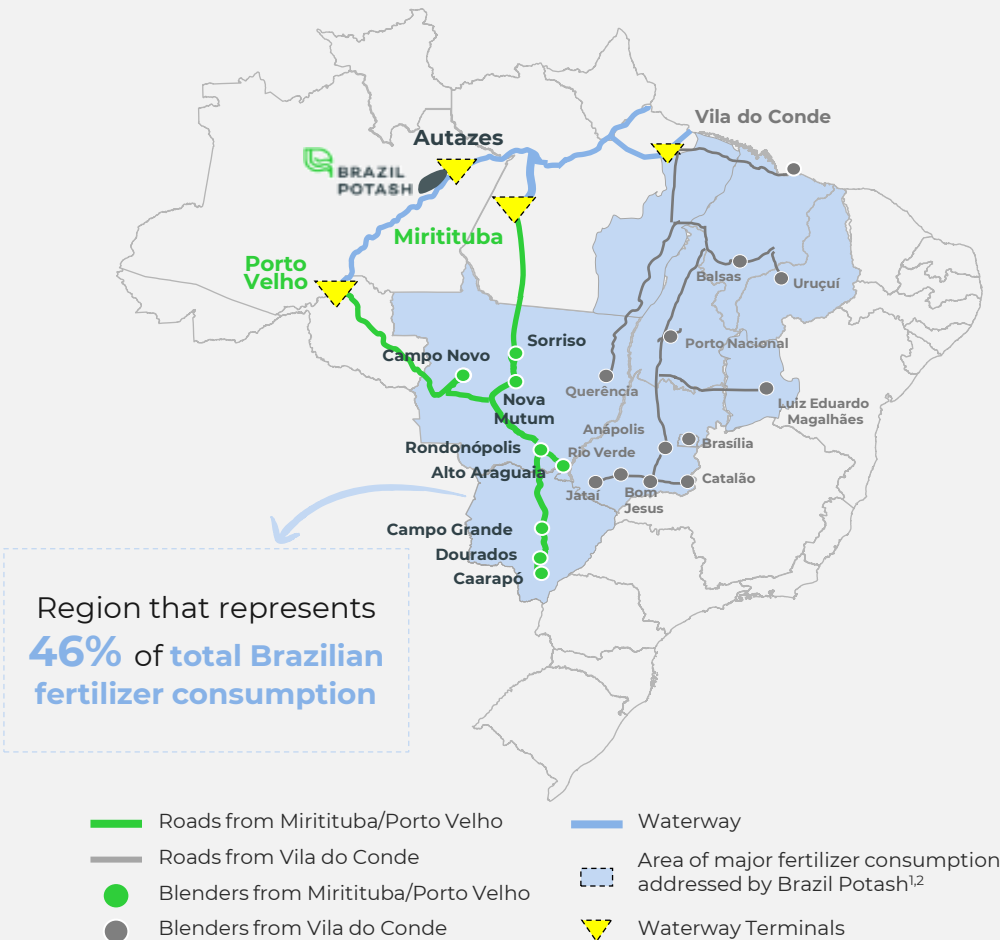 Vila do Conde
Autazes
BRAZIL
POTASH
Miritituba
Porto
Velho
Balsas
Uruçuí
Sorriso
Porto Nacional
Campo Novo
Querência
Nova
Mutum
Luiz Eduardo
Magalhães
Anápolis
Brasília
Rondonópolis
Rio Verde
Alto Araguaia
Catalão
Jataí
Bom
Jesus
Campo Grande
Dourados
Caarapó
Region that represents
46% of total Brazilian
fertilizer consumption
Roads from Miritituba/Porto Velho
Roads from Vila do Conde
Blenders from Miritituba/Porto Velho
Blenders from Vila do Conde
Waterway
Area of major fertilizer consumption
addressed by Brazil Potash¹,²
Waterway Terminals